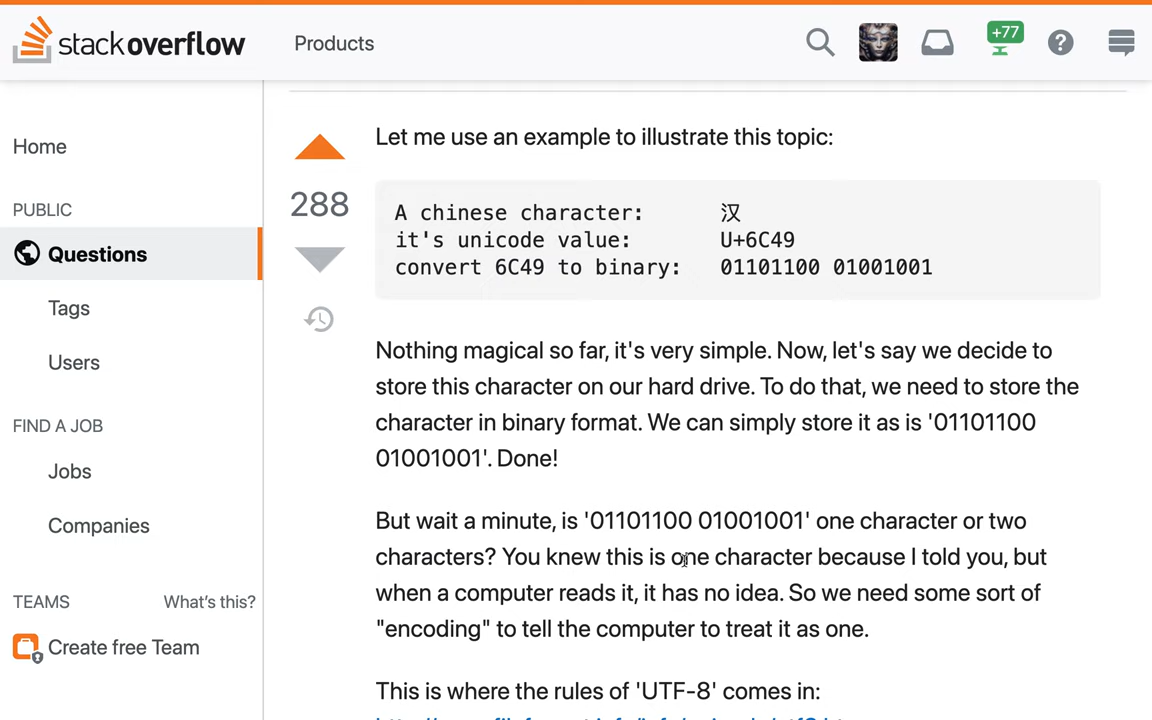 stackoverflow
Products
+77
?
Home
PUBLIC
Questions
Tags
Users
FIND A JOB
Jobs
Companies
TEAMS What's this?
Create free Team
288
Let me use an example to illustrate this topic:
A chinese character: 汉
it's unicode value: U+6C49
convert 6C49 to binary: 01101100 01001001
Nothing magical so far, it's very simple. Now, let's say we decide to
store this character on our hard drive. To do that, we need to store the
character in binary format. We can simply store it as is '01101100
01001001'. Done!
But wait a minute, is '01101100 01001001' one character or two
characters? You knew this is one character because I told you, but
when a computer reads it, it has no idea. So we need some sort of
"encoding" to tell the computer to treat it as one.
This is where the rules of 'UTF-8' comes in: